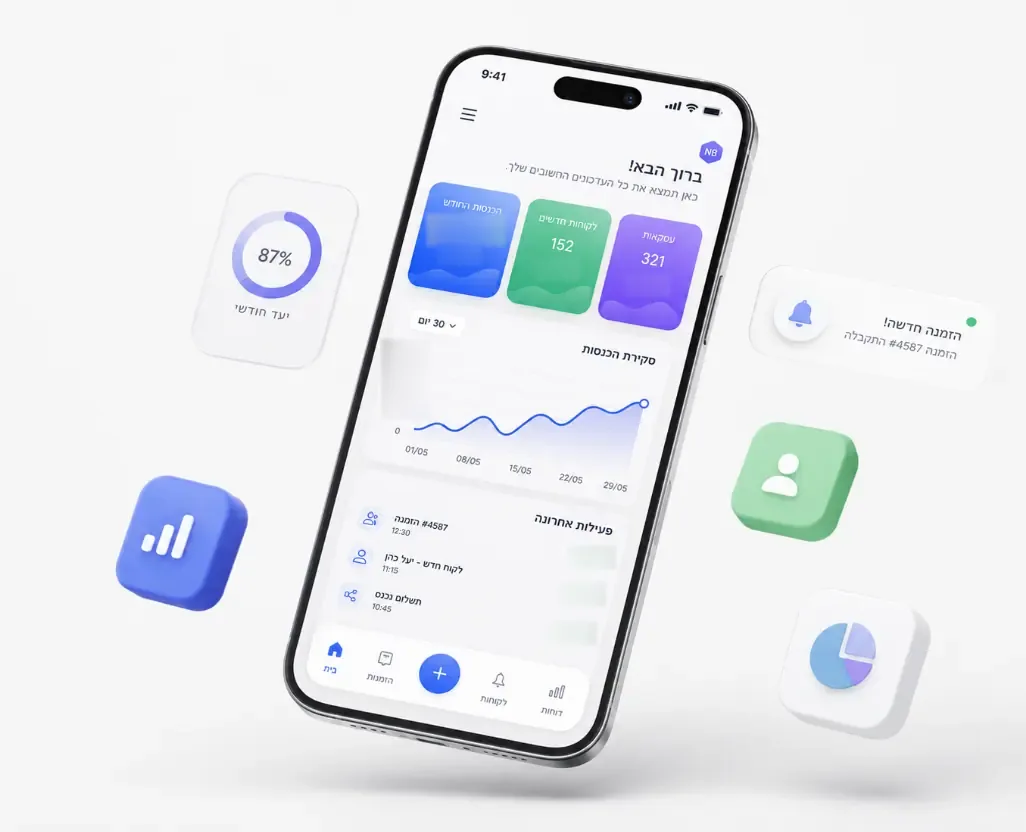 9:41
NB
ברוך הבא!
כאן תמצא את כל העדכונים החשובים שלך.
הכנסות החודש
לקוחות חדשים
152
עסקאות
321
30 יום
סקירת הכנסות
0
01/05
08/05
15/05
22/05
29/05
פעילות אחרונה
הזמנה #4587
12:30
לקוח חדש - יעל כהן
11:15
תשלום נכנס
10:45
בית
הזמנות
לקוחות
דוחות
87%
יעד חודשי
הזמנה חדשה!
הזמנה #4587 התקבלה